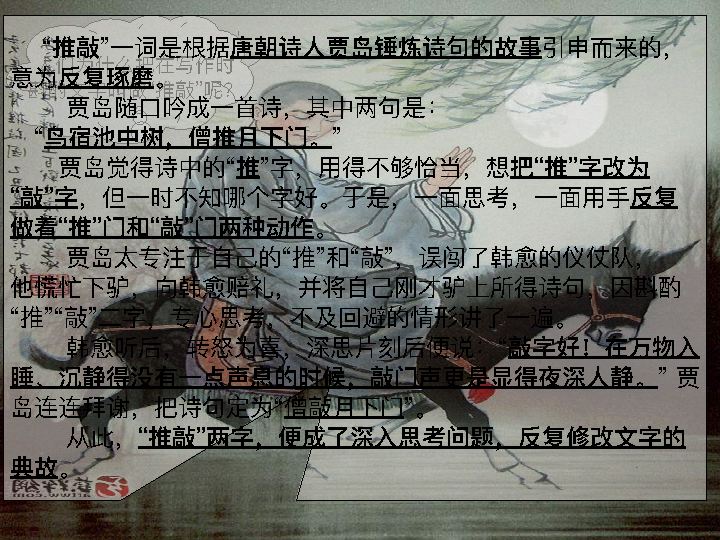 “推敲”一词是根据唐朝诗人贾岛锤炼诗句的故事引申而来的，
意为反复琢磨。
贾岛随口吟成一首诗，其中两句是：
“鸟宿池中树，僧推月下门。”
贾岛觉得诗中的“推”字，用得不够恰当，想把“推”字改为
“敲”字，但一时不知哪个字好。于是，一面思考，一面用手反复
做着“推”门和“敲”门两种动作。
贾岛太专注于自己的“推”和“敲”，误闯了韩愈的仪仗队，
他慌忙下驴，向韩愈赔礼，并将自己刚才驴上所得诗句，因斟酌
“推”“敲”二字，专心思考，不及回避的情形讲了一遍。
韩愈听后，转怒为喜，深思片刻后便说：“敲字好！在万物入
睡、沉静得没有一点声息的时候，敲门声更是显得夜深人静。”贾
岛连连拜谢，把诗句定为“僧敲月下门”。
从此，“推敲”两字，便成了深入思考问题，反复修改文字的
典故。